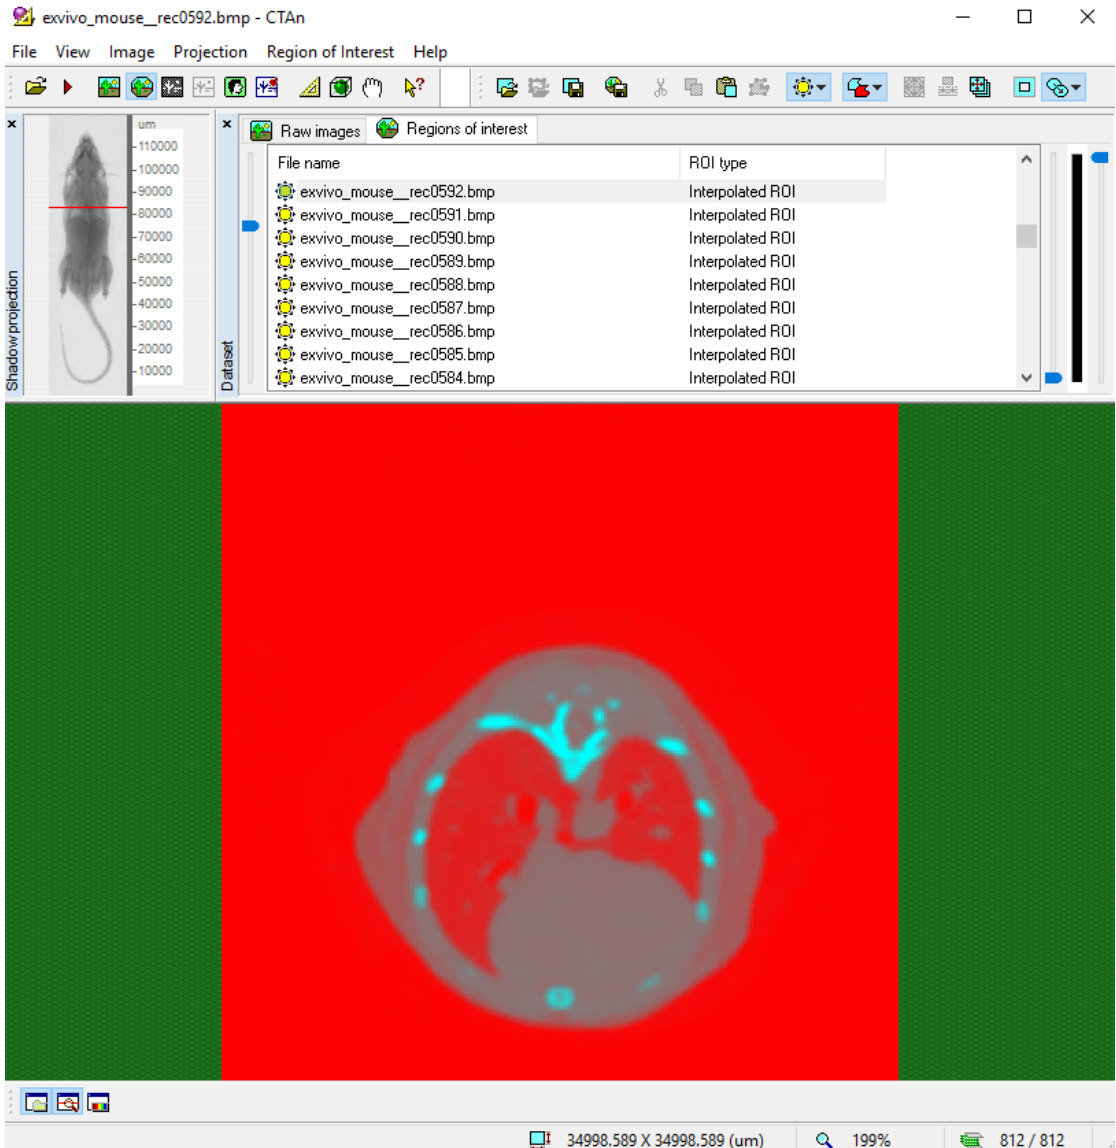 exvivo_mouse__rec0592.bmp - CTAn
File View Image Projection Region of Interest Help
Shadow projection
um
110000
100000
90000
80000
70000
60000
50000
40000
30000
20000
10000
Dataset
Raw images Regions of interest
File name ROI type
exvivo_mouse__rec0592.bmp Interpolated ROI
exvivo_mouse__rec0591.bmp Interpolated ROI
exvivo_mouse__rec0590.bmp Interpolated ROI
exvivo_mouse__rec0589.bmp Interpolated ROI
exvivo_mouse__rec0588.bmp Interpolated ROI
exvivo_mouse__rec0587.bmp Interpolated ROI
exvivo_mouse__rec0586.bmp Interpolated ROI
exvivo_mouse__rec0585.bmp Interpolated ROI
exvivo_mouse__rec0584.bmp Interpolated ROI
34998.589 X 34998.589 (um) 199% 812 / 812